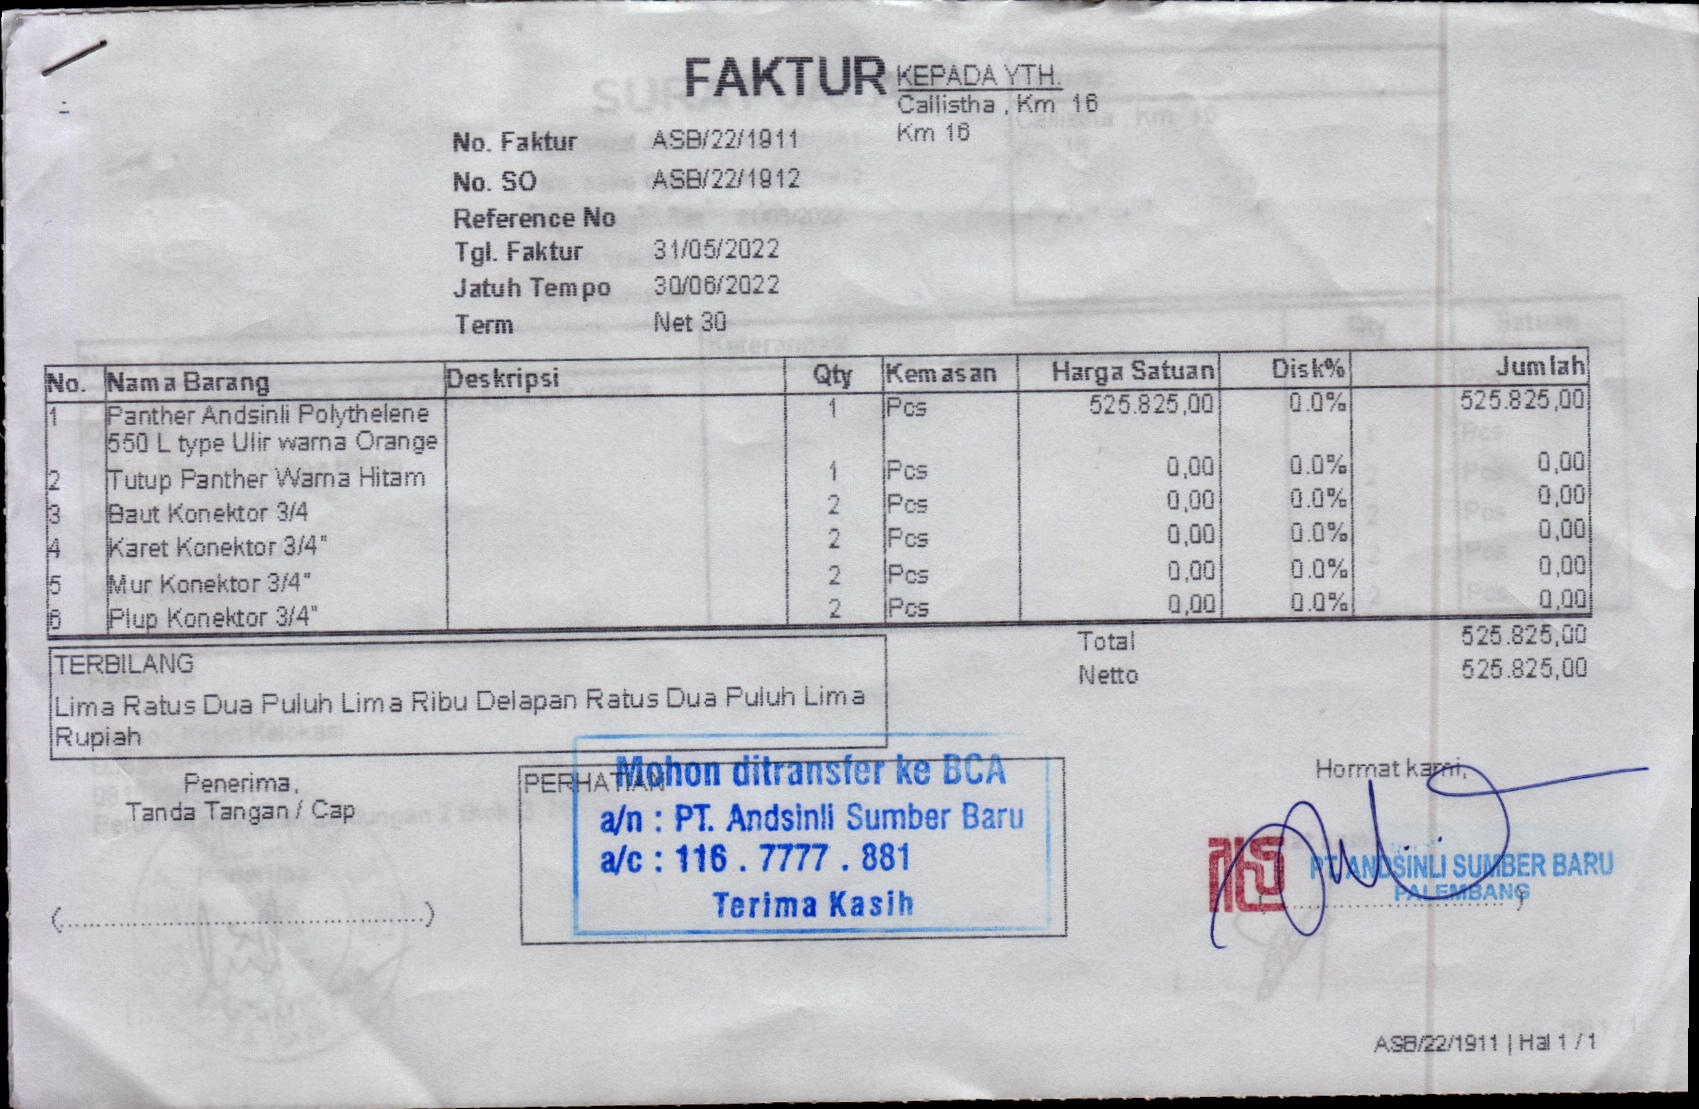 FAKTUR
KEPADA YTH.
Callistha , Km 16
Km 16
No. Faktur ASB/22/1911
No. SO ASB/22/1912
Reference No
Tgl. Faktur 31/05/2022
Jatuh Tempo 30/06/2022
Term Net 30
No. Nama Barang Deskripsi Qty Kemasan Harga Satuan Disk% Jumlah
1 Panther Andsinli Polythelene 1 Pcs 525.825,00 0.0% 525.825,00
550 L type Ulir warna Orange
2 Tutup Panther Warna Hitam 1 Pcs 0,00 0.0% 0,00
3 Baut Konektor 3/4 2 Pcs 0,00 0.0% 0,00
4 Karet Konektor 3/4" 2 Pcs 0,00 0.0% 0,00
5 Mur Konektor 3/4" 2 Pcs 0,00 0.0% 0,00
6 Plup Konektor 3/4" 2 Pcs 0,00 0.0% 0,00
Total 525.825,00
Netto 525.825,00
TERBILANG
Lima Ratus Dua Puluh Lima Ribu Delapan Ratus Dua Puluh Lima
Rupiah
Penerima,
Tanda Tangan / Cap
(..............................................)
PERHATIAN
Mohon ditransfer ke BCA
a/n : PT. Andsinli Sumber Baru
a/c : 116 . 7777 . 881
Terima Kasih
Hormat kami,
PT. ANDSINLI SUMBER BARU
PALEMBANG
ASB/22/1911 | Hal 1 / 1